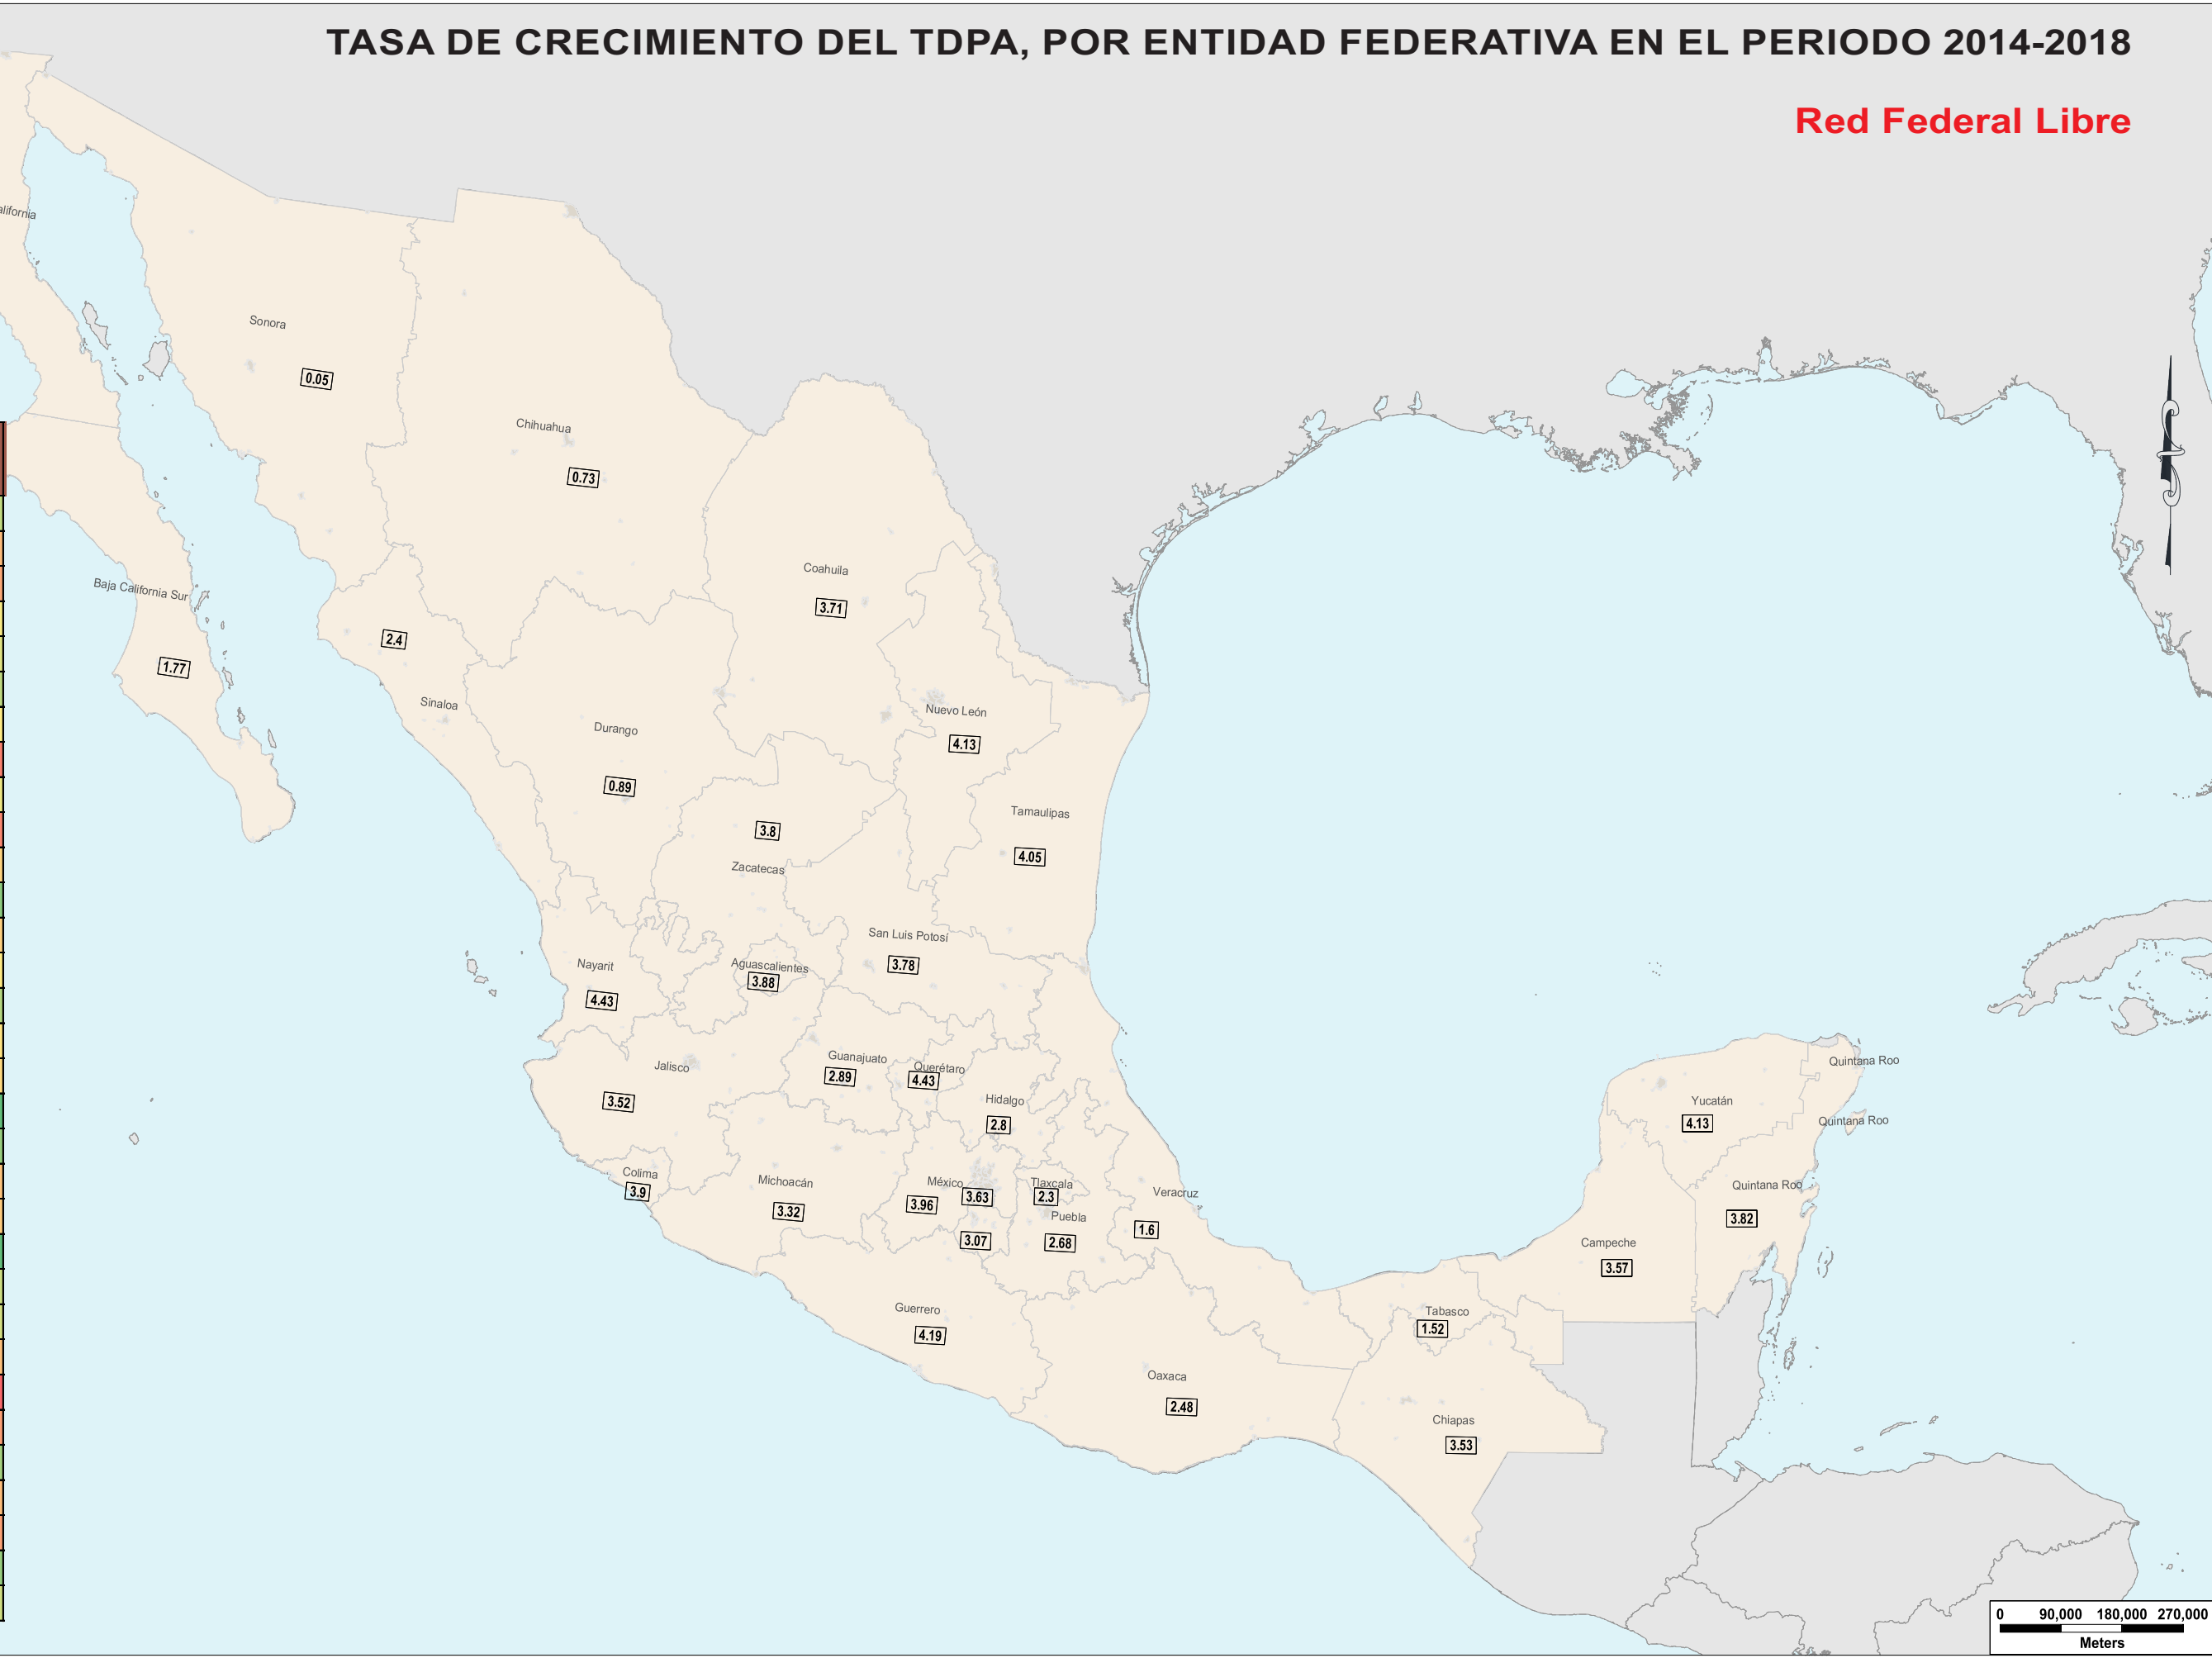 TASA DE CRECIMIENTO DEL TDPA, POR ENTIDAD FEDERATIVA EN EL PERIODO 2014-2018
Red Federal Libre
alifornia
Sonora
0.05
Chihuahua
0.73
Coahuila
3.71
Baja California Sur
1.77
2.4
Sinaloa
Nuevo León
4.13
Durango
0.89
Tamaulipas
4.05
3.8
Zacatecas
San Luis Potosí
3.78
Nayarit
4.43
Aguascalientes
3.88
Jalisco
3.52
Guanajuato
2.89
Querétaro
4.43
Hidalgo
2.8
Quintana Roo
Yucatán
4.13
Quintana Roo
Colima
3.9
Michoacán
3.32
México
3.96
3.63
Tlaxcala
2.3
Puebla
2.68
3.07
Veracruz
1.6
Quintana Roo
3.82
Campeche
3.57
Guerrero
4.19
Tabasco
1.52
Oaxaca
2.48
Chiapas
3.53
0 90,000 180,000 270,000
Meters